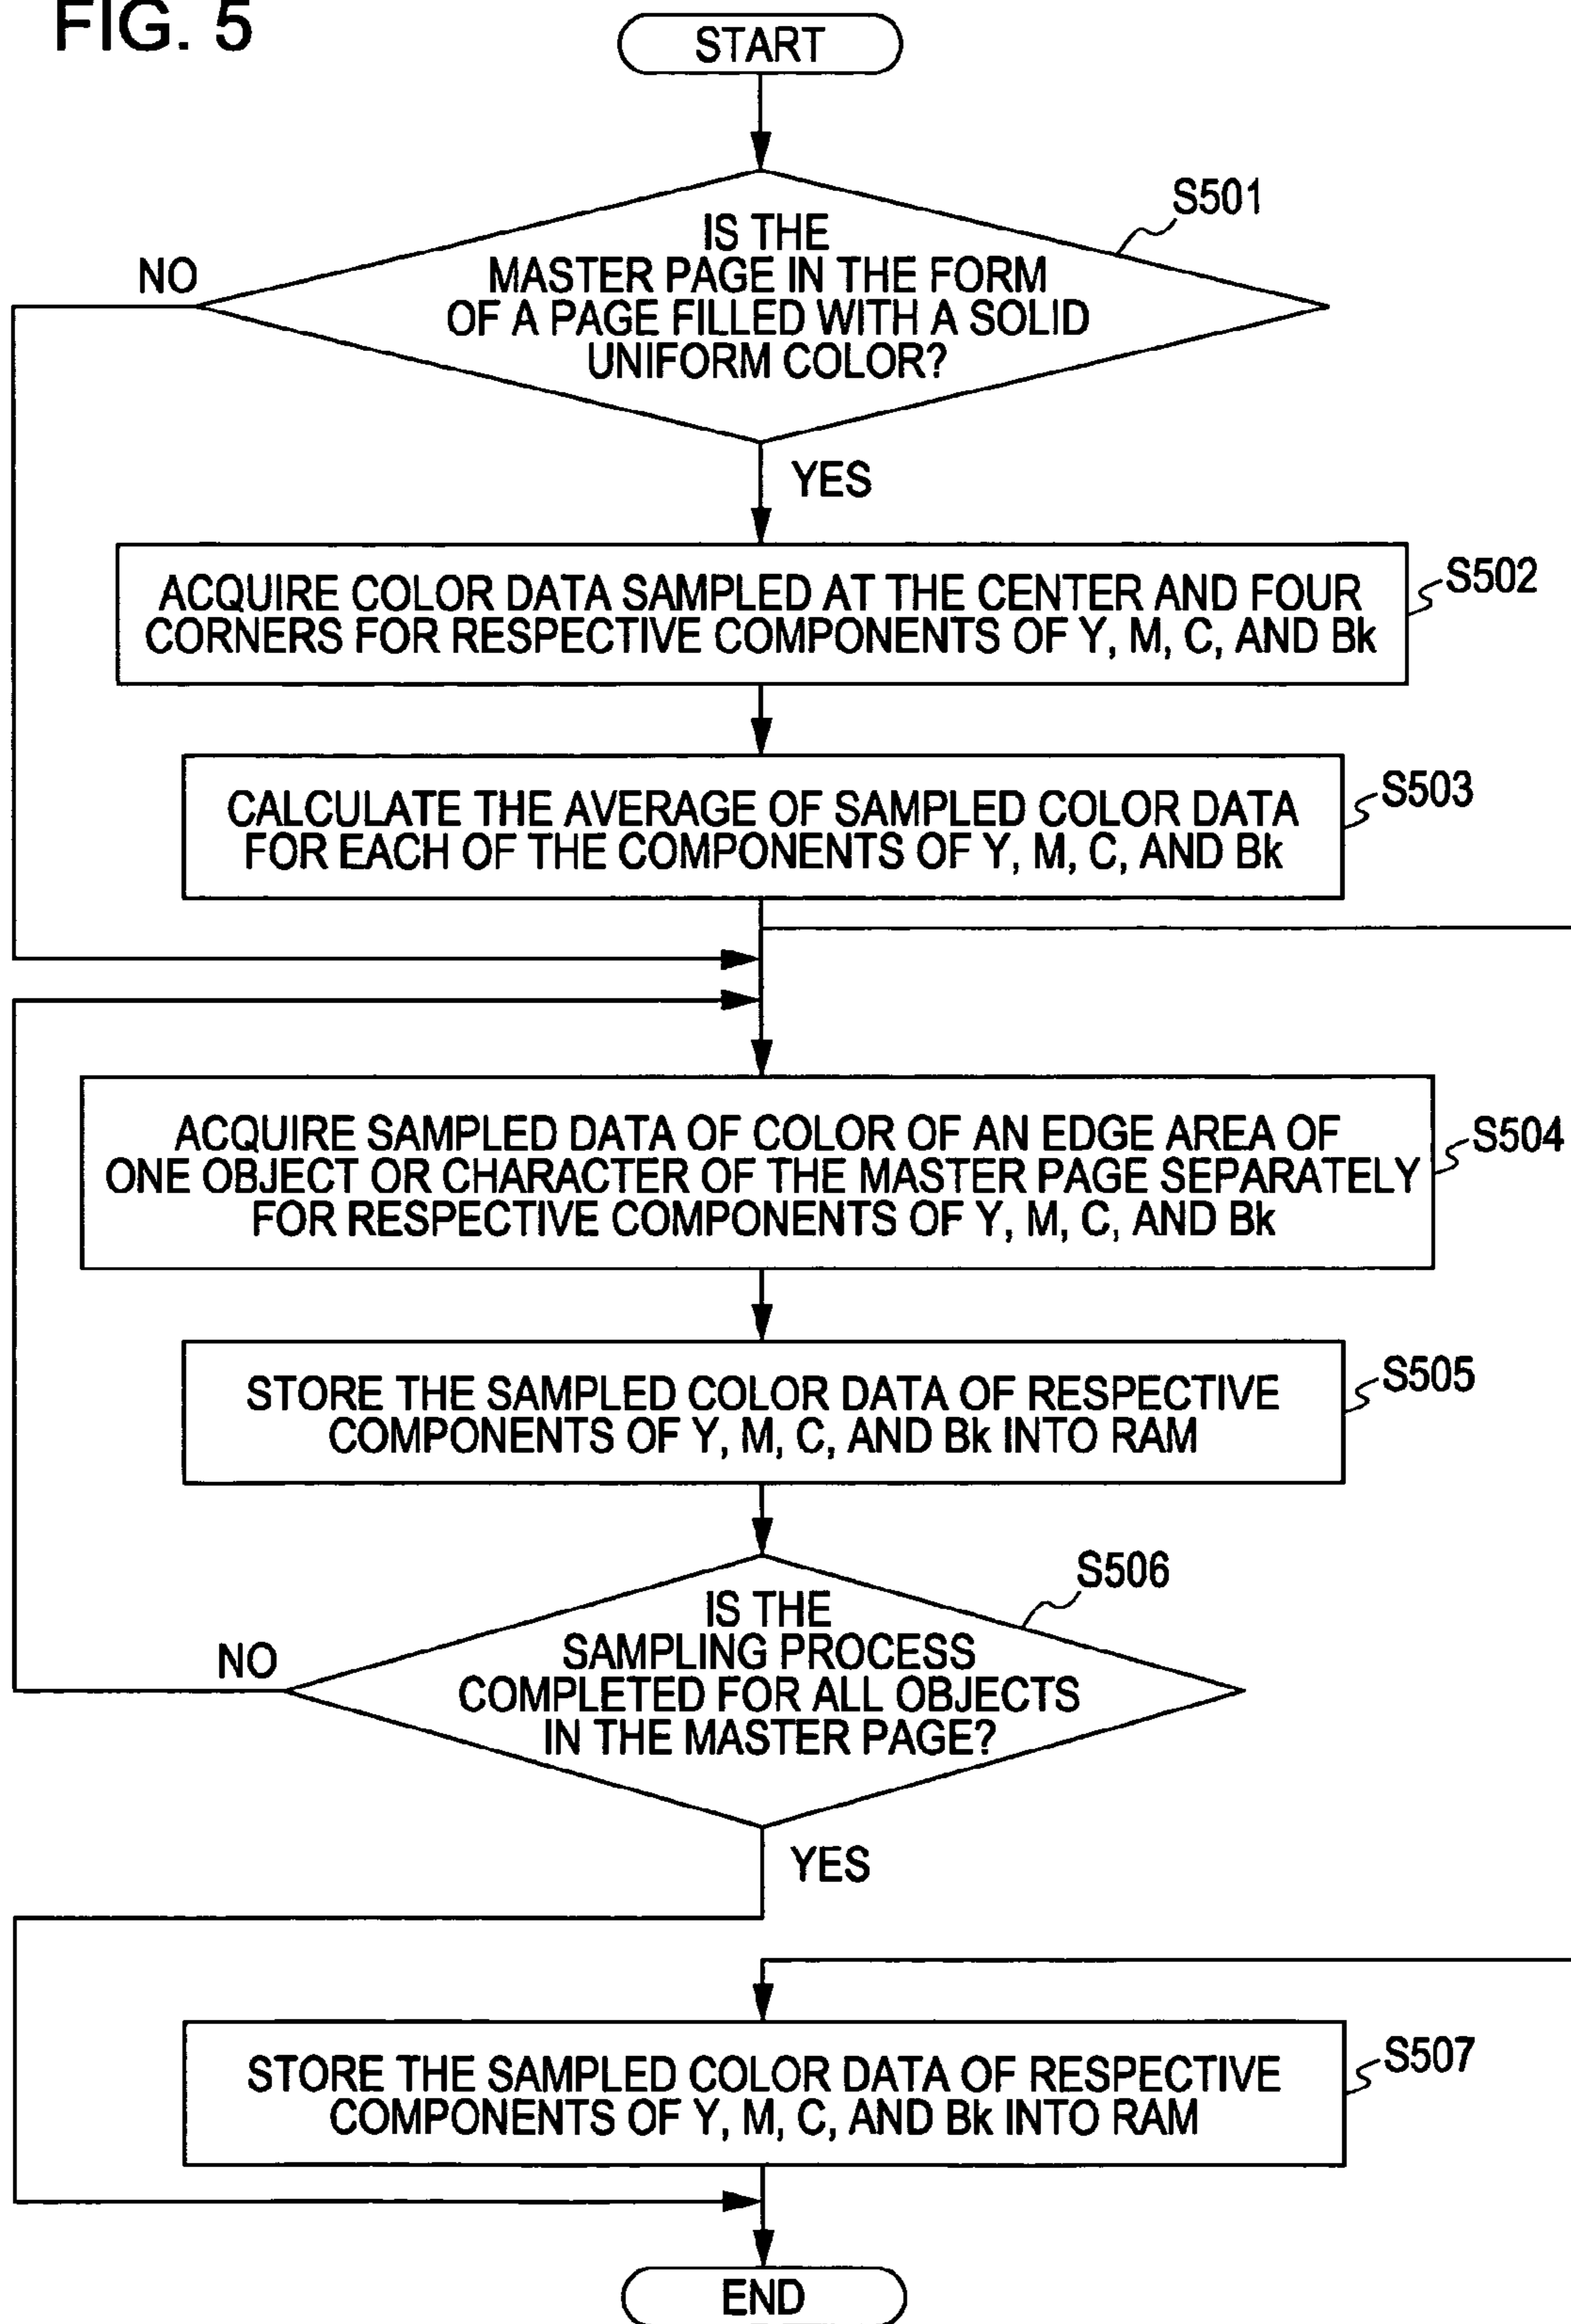 FIG. 5
START
S501
IS THE
MASTER PAGE IN THE FORM
OF A PAGE FILLED WITH A SOLID
UNIFORM COLOR?
NO
YES
ACQUIRE COLOR DATA SAMPLED AT THE CENTER AND FOUR
CORNERS FOR RESPECTIVE COMPONENTS OF Y, M, C, AND Bk
S502
CALCULATE THE AVERAGE OF SAMPLED COLOR DATA
FOR EACH OF THE COMPONENTS OF Y, M, C, AND Bk
S503
ACQUIRE SAMPLED DATA OF COLOR OF AN EDGE AREA OF
ONE OBJECT OR CHARACTER OF THE MASTER PAGE SEPARATELY
FOR RESPECTIVE COMPONENTS OF Y, M, C, AND Bk
S504
STORE THE SAMPLED COLOR DATA OF RESPECTIVE
COMPONENTS OF Y, M, C, AND Bk INTO RAM
S505
S506
IS THE
SAMPLING PROCESS
COMPLETED FOR ALL OBJECTS
IN THE MASTER PAGE?
NO
YES
STORE THE SAMPLED COLOR DATA OF RESPECTIVE
COMPONENTS OF Y, M, C, AND Bk INTO RAM
S507
END